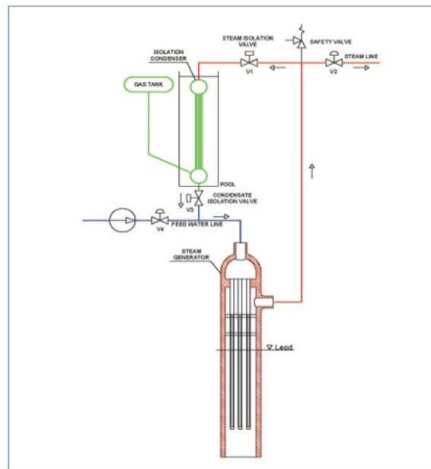 STEAM ISOLATION
VALVE
SAFETY VALVE
ISOLATION
CONDENSER
V1
V2
STEAM LINE
GAS TANK
POOL
CONDENSATE
ISOLATION VALVE
V3
V4
FEED WATER LINE
STEAM
GENERATOR
Lead